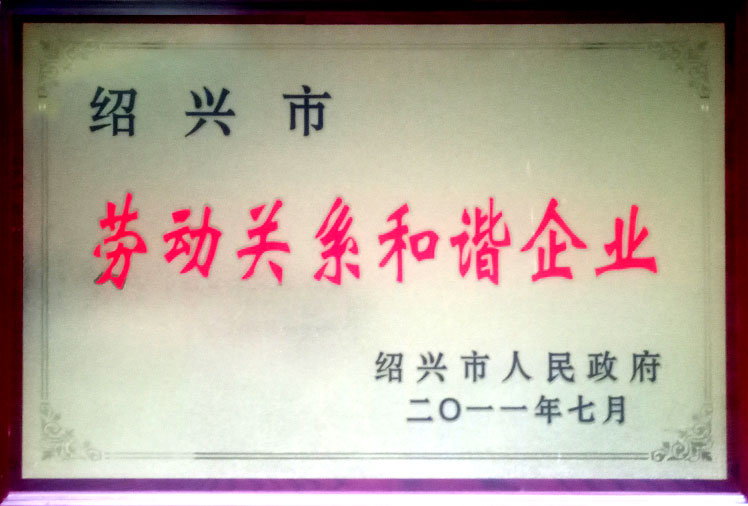 绍兴市
劳动关系和谐企业
绍兴市人民政府
二〇一一年七月